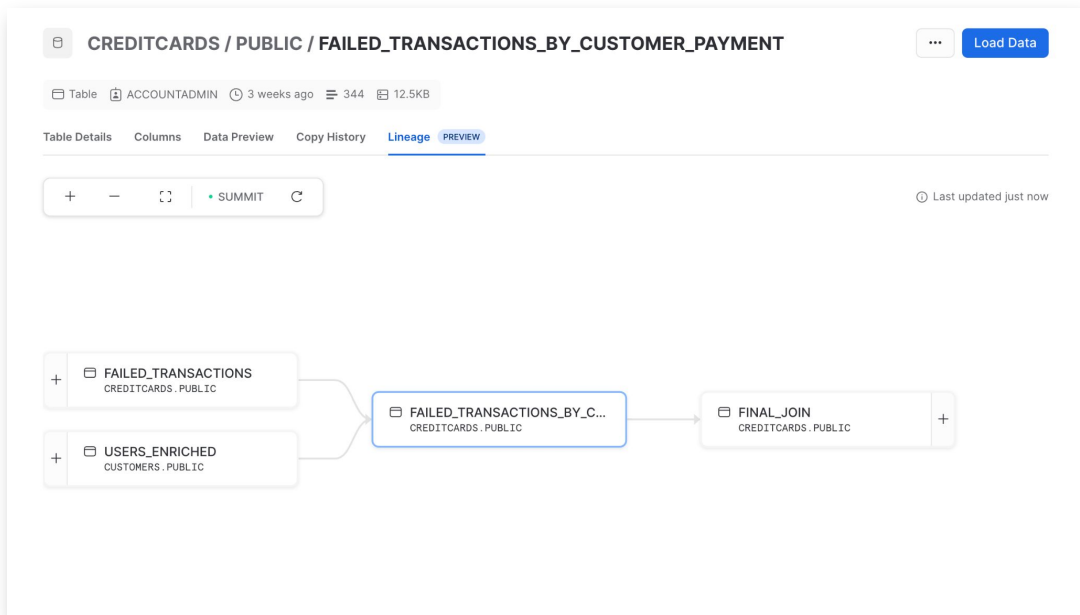 CREDITCARDS / PUBLIC / FAILED_TRANSACTIONS_BY_CUSTOMER_PAYMENT
Load Data
Table ACCOUNTADMIN 3 weeks ago 344 12.5KB
Table Details Columns Data Preview Copy History Lineage PREVIEW
SUMMIT
Last updated just now
FAILED_TRANSACTIONS
CREDITCARDS.PUBLIC
USERS_ENRICHED
CUSTOMERS.PUBLIC
FAILED_TRANSACTIONS_BY_C...
CREDITCARDS.PUBLIC
FINAL_JOIN
CREDITCARDS.PUBLIC